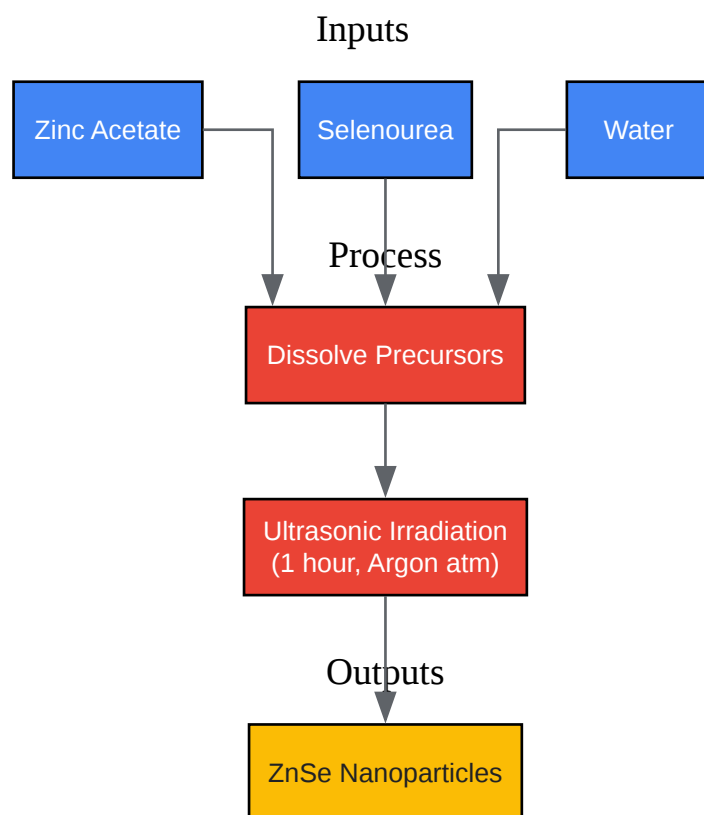 Inputs
Zinc Acetate
Selenourea
Water
Process
Dissolve Precursors
Ultrasonic Irradiation
(1 hour, Argon atm)
Outputs
ZnSe Nanoparticles